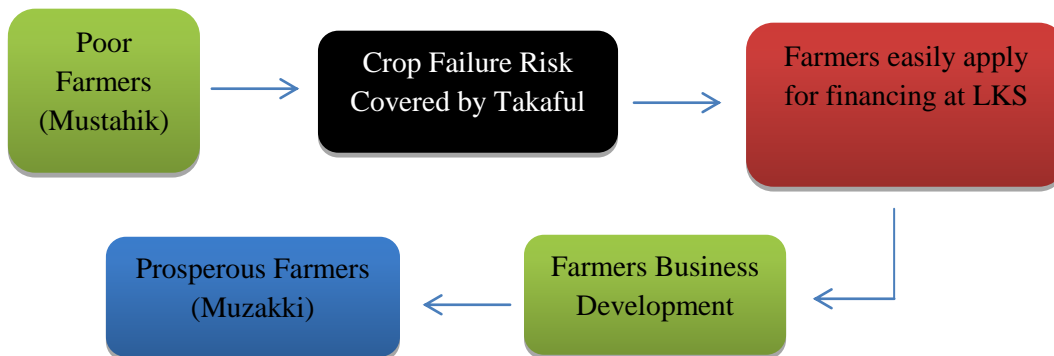 Poor
Farmers
(Mustahik)
Crop Failure Risk
Covered by Takaful
Farmers easily apply
for financing at LKS
Prosperous Farmers
(Muzakki)
Farmers Business
Development